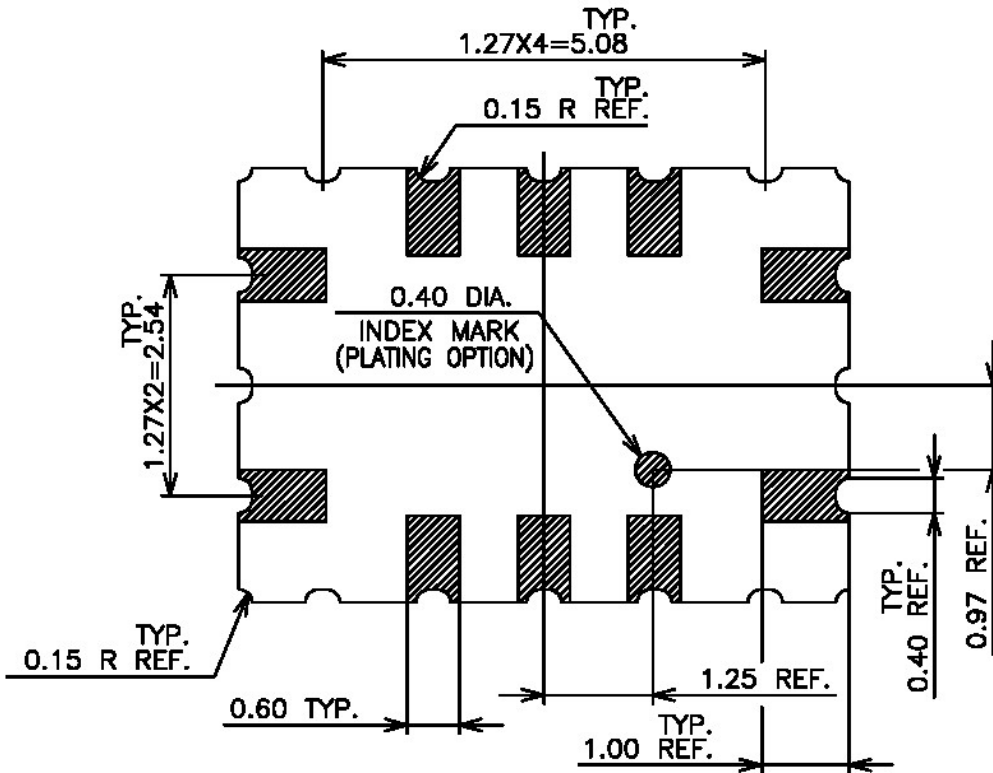 TYP.
1.27X4=5.08
TYP.
0.15 R REF.
0.40 DIA.
INDEX MARK
(PLATING OPTION)
TYP.
1.27X2=2.54
TYP.
0.40 REF.
0.97 REF.
TYP.
0.15 R REF.
1.25 REF.
0.60 TYP.
TYP.
1.00 REF.